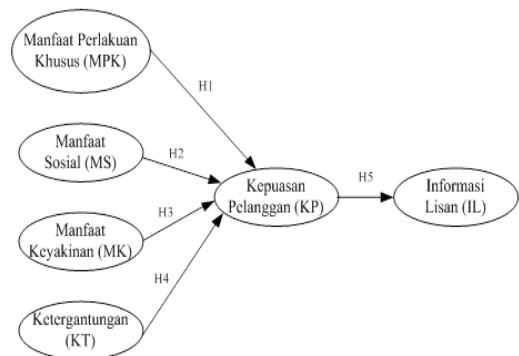 Manfaat Perlakuan
Khusus (MPK)
H1
Manfaat
Sosial (MS)
H2
Kepuasan
Pelanggan (KP)
H5
Informasi
Lisan (IL)
Manfaat
Keyakinan (MK)
H3
H4
Ketergantungan
(KT)